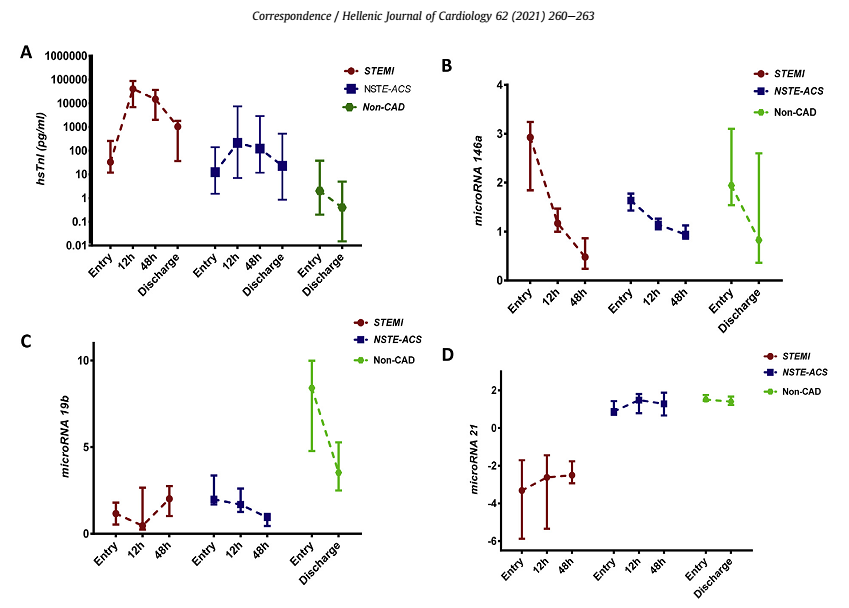 Correspondence / Hellenic Journal of Cardiology 62 (2021) 260–263
A
hsTnI (pg/ml)
1000000
100000
10000
1000
100
10
1
0.1
0.01
Entry
12h
48h
Discharge
Entry
12h
48h
Discharge
Entry
Discharge
STEMI
NSTE-ACS
Non-CAD
B
microRNA 146a
4
3
2
1
0
Entry
12h
48h
Entry
12h
48h
Entry
Discharge
STEMI
NSTE-ACS
Non-CAD
C
microRNA 19b
10
5
0
Entry
12h
48h
Entry
12h
48h
Entry
Discharge
STEMI
NSTE-ACS
Non-CAD
D
microRNA 21
2
0
-2
-4
-6
Entry
12h
48h
Entry
12h
48h
Entry
Discharge
STEMI
NSTE-ACS
Non-CAD